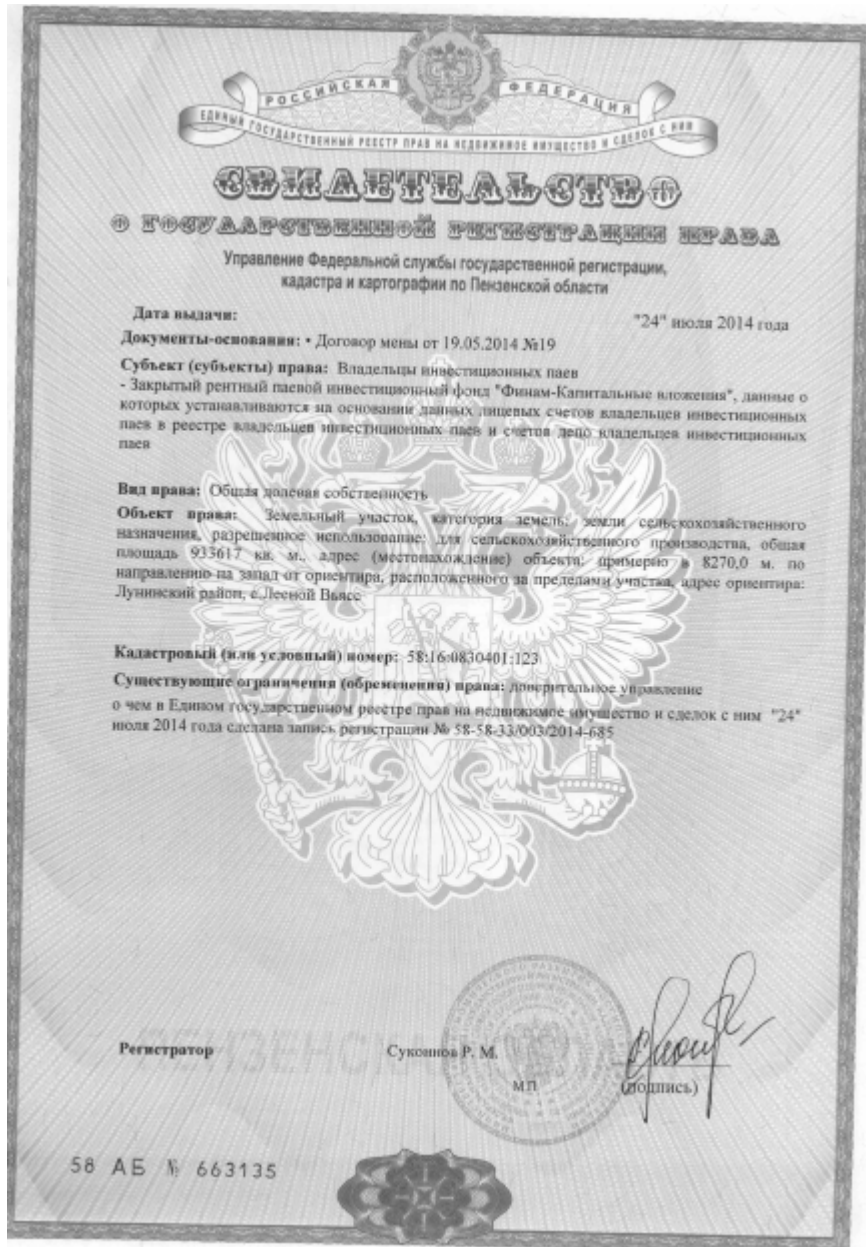 РОССИЙСКАЯ ФЕДЕРАЦИЯ
ЕДИНЫЙ ГОСУДАРСТВЕННЫЙ РЕЕСТР ПРАВ НА НЕДВИЖИМОЕ ИМУЩЕСТВО И СДЕЛОК С НИМ
СВИДЕТЕЛЬСТВО
О ГОСУДАРСТВЕННОЙ РЕГИСТРАЦИИ ПРАВА
Управление Федеральной службы государственной регистрации,
кадастра и картографии по Пензенской области
Дата выдачи: "24" июля 2014 года
Документы-основания: • Договор мены от 19.05.2014 №19
Субъект (субъекты) права: Владельцы инвестиционных паев
- Закрытый рентный паевой инвестиционный фонд "Финам-Капитальные вложения", данные о
которых устанавливаются на основании данных лицевых счетов владельцев инвестиционных
паев в реестре владельцев инвестиционных паев и счетов депо владельцев инвестиционных
паев
Вид права: Общая долевая собственность
Объект права: Земельный участок, категория земель: земли сельскохозяйственного
назначения, разрешенное использование: для сельскохозяйственного производства, общая
площадь 933617 кв. м., адрес (местонахождение) объекта: примерно в 8270,0 м. по
направлению на запад от ориентира, расположенного за пределами участка, адрес ориентира:
Лунинский район, с.Лесной Вьясс
Кадастровый (или условный) номер: 58:16:0830401:123
Существующие ограничения (обременения) права: доверительное управление
о чем в Едином государственном реестре прав на недвижимое имущество и сделок с ним "24"
июля 2014 года сделана запись регистрации № 58-58-33/003/2014-685
ПЕНЗЕНСКАЯ
Регистратор Суконнов Р. М.
М.П. (подпись)
58 АБ № 663135